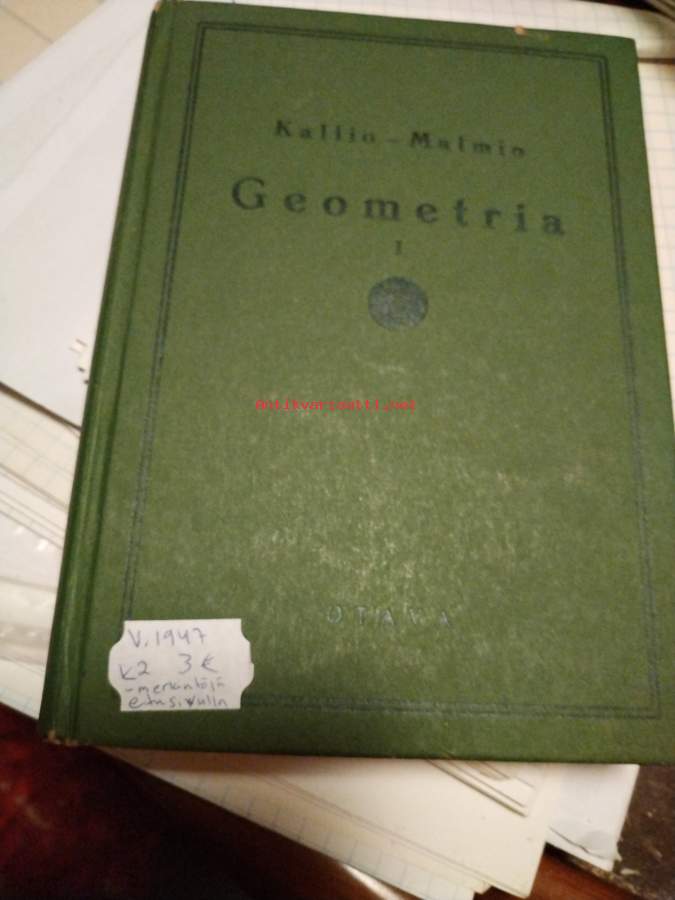 Kallio – Malmio
Geometria
I
Antikvariaatti.net
OTAVA
V. 1947
K2 3 €
- merkintöjä
etusivulla